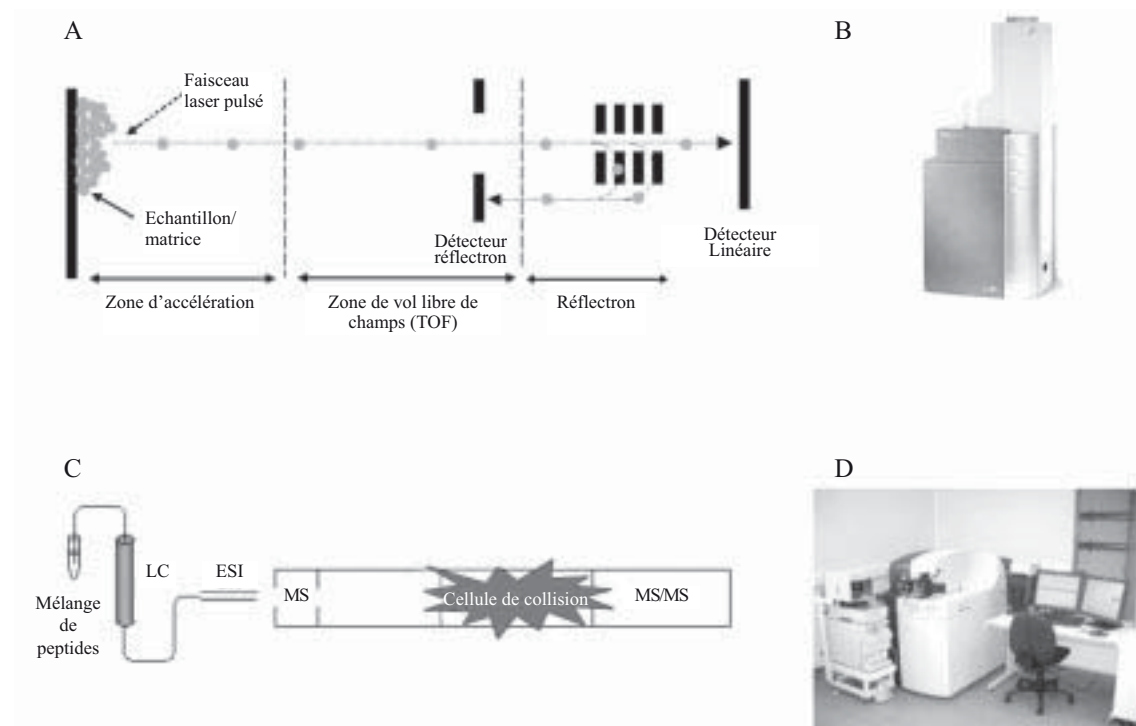 A
B
Faisceau
laser pulsé
Echantillon/
matrice
Détecteur
réflectron
Détecteur
Linéaire
Zone d'accélération
Zone de vol libre de
champs (TOF)
Réflectron
C
D
LC
ESI
MS
Cellule de collision
MS/MS
Mélange
de
peptides